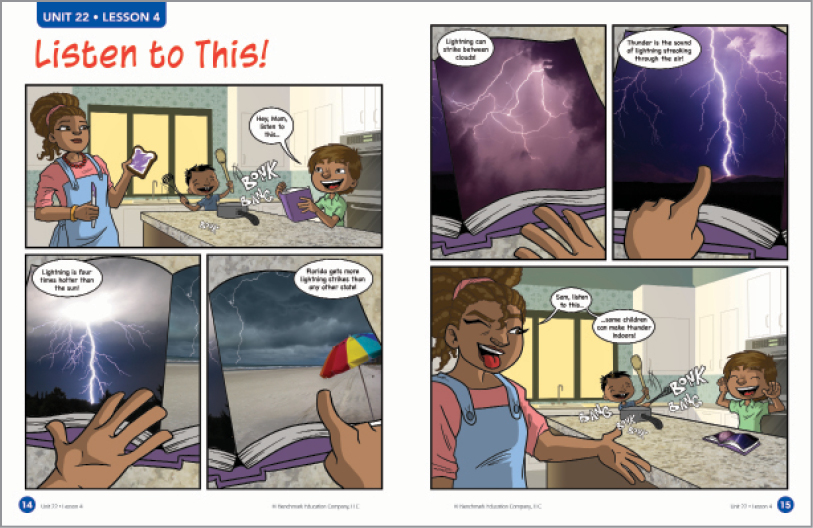 UNIT 22 • LESSON 4
Listen to This!
Hey, Mom,
listen to
this...
BONK
BANG
BONK
Lightning is four
times hotter than
the sun!
Florida gets more
lightning strikes than
any other state!
14
Unit 22 • Lesson 4
© Benchmark Education Company, LLC
Lightning can
strike between
clouds!
Thunder is the sound
of lightning streaking
through the air!
Sam, listen
to this...
...some children
can make thunder
indoors!
BANG
BONK
BONK
BONK
BANG
© Benchmark Education Company, LLC
Unit 22 • Lesson 4
15